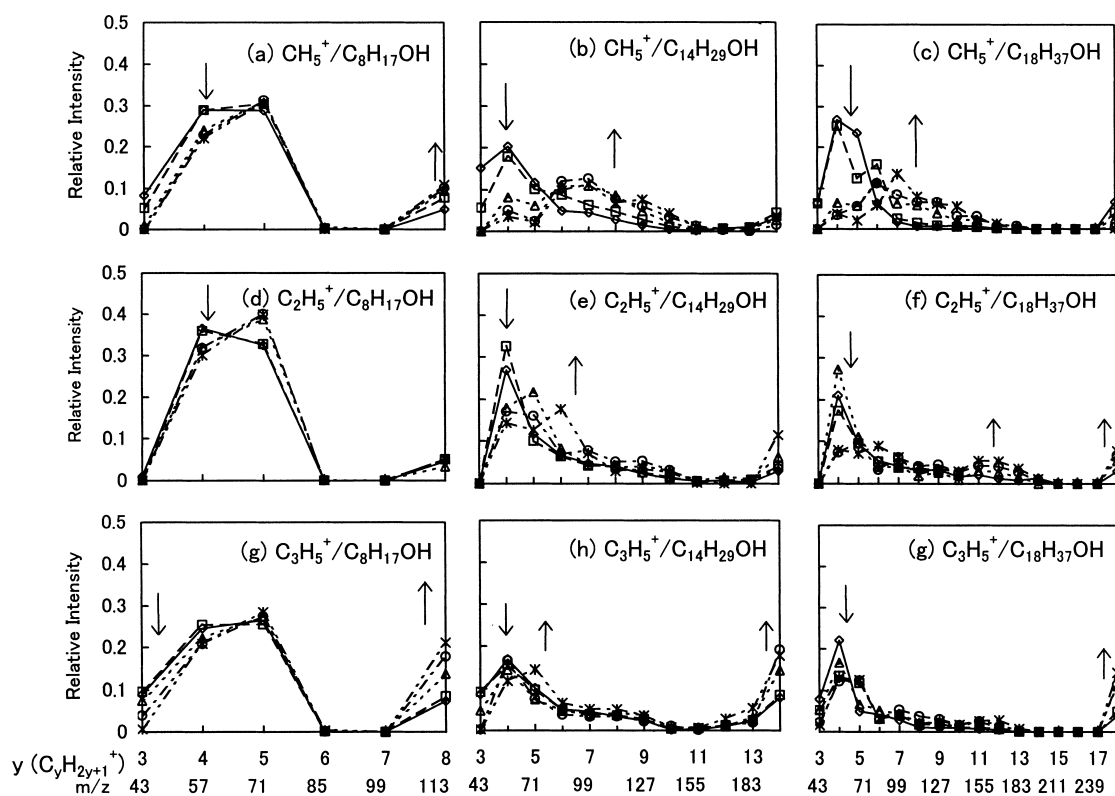 0.5
0.4
0.3
0.2
0.1
0
Relative Intensity
(a) CH5+/C8H17OH
(b) CH5+/C14H29OH
(c) CH5+/C18H37OH
0.5
0.4
0.3
0.2
0.1
0
Relative Intensity
(d) C2H5+/C8H17OH
(e) C2H5+/C14H29OH
(f) C2H5+/C18H37OH
0.5
0.4
0.3
0.2
0.1
0
Relative Intensity
(g) C3H5+/C8H17OH
(h) C3H5+/C14H29OH
(g) C3H5+/C18H37OH
y (CyH2y+1+) 3 4 5 6 7 8 3 5 7 9 11 13 3 5 7 9 11 13 15 17
m/z 43 57 71 85 99 113 43 71 99 127 155 183 43 71 99 127 155 183 211 239